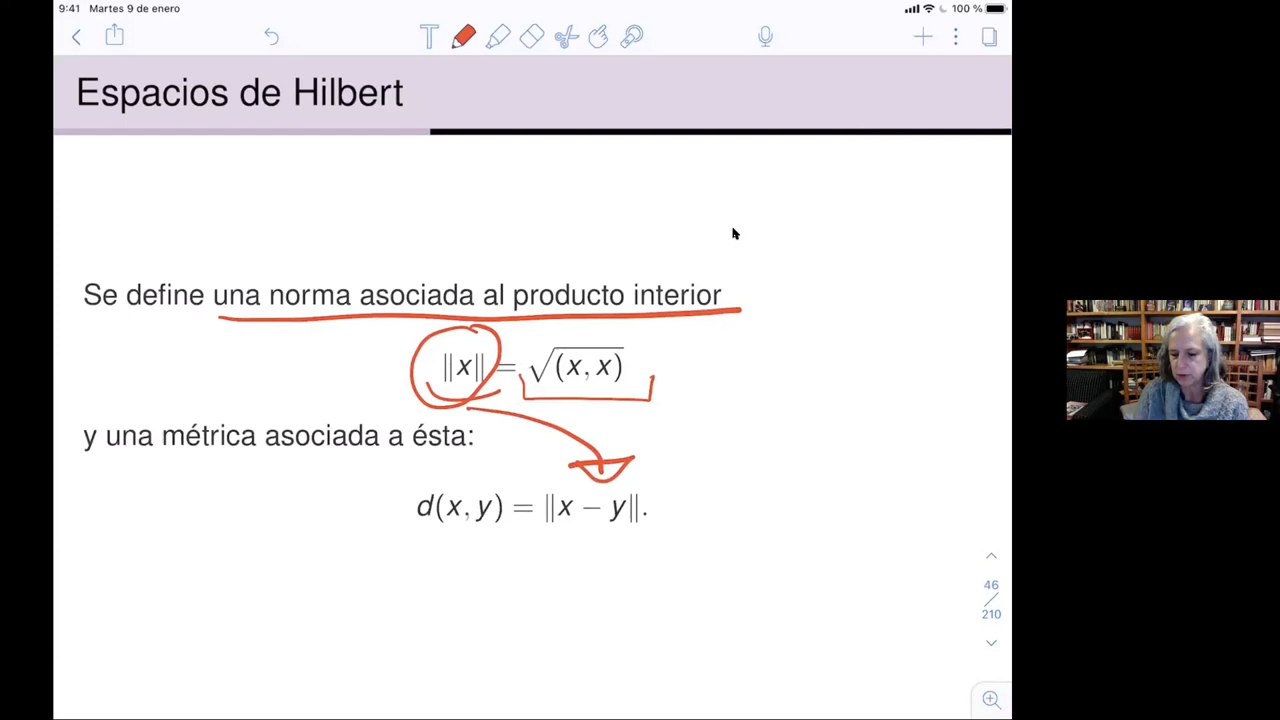 9:41 Martes 9 de enero 100 %
Espacios de Hilbert
Se define una norma asociada al producto interior
‖x‖ = √(x, x)
y una métrica asociada a ésta:
d(x, y) = ‖x − y‖.
46
210